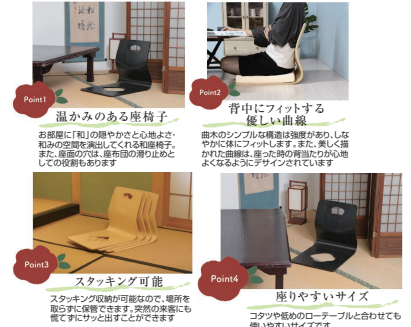 Point1
温かみのある座椅子
お部屋に「和」の穏やかさと心地よさ・
和みの空間を演出してくれる和座椅子。
また、座面の穴は、座布団の滑り止めと
しての役割もあります
Point2
背中にフィットする
優しい曲線
曲木のシンプルな構造は強度があり、しな
やかに体にフィットします。また、美しく描
かれた曲線は、座った時の背当たりが心地
よくなるようにデザインされています
Point3
スタッキング可能
スタッキング収納が可能なので、場所を
取らずに保管できます。突然の来客にも
慌てずにサッと出すことができます
Point4
座りやすいサイズ
コタツや低めのローテーブルと合わせても
使いやすいサイズです